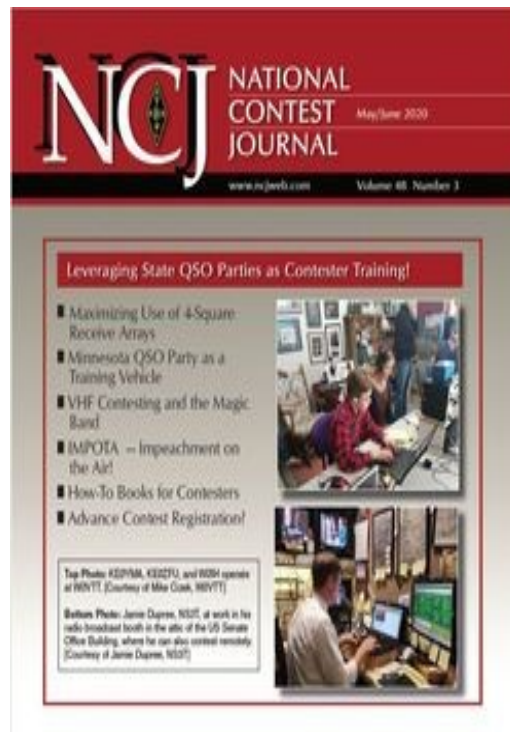 NCJ
NATIONAL
CONTEST
JOURNAL
May/June 2020
www.ncjweb.com
Volume 48 Number 3
Leveraging State QSO Parties as Contester Training!
Maximizing Use of 4-Square
Receive Arrays
Minnesota QSO Party as a
Training Vehicle
VHF Contesting and the Magic
Band
IMPOTA — Impeachment on
the Air!
How-To Books for Contesters
Advance Contest Registration?
Top Photo: and operate
at W0VTT. (Courtesy of Mike W0VTT)
Bottom Photo: Jamie Dupree, NS3T, at work in his
radio broadcast booth in the attic of the US Senate
Office Building, where he can also contest remotely.
(Courtesy of Jamie Dupree, NS3T)